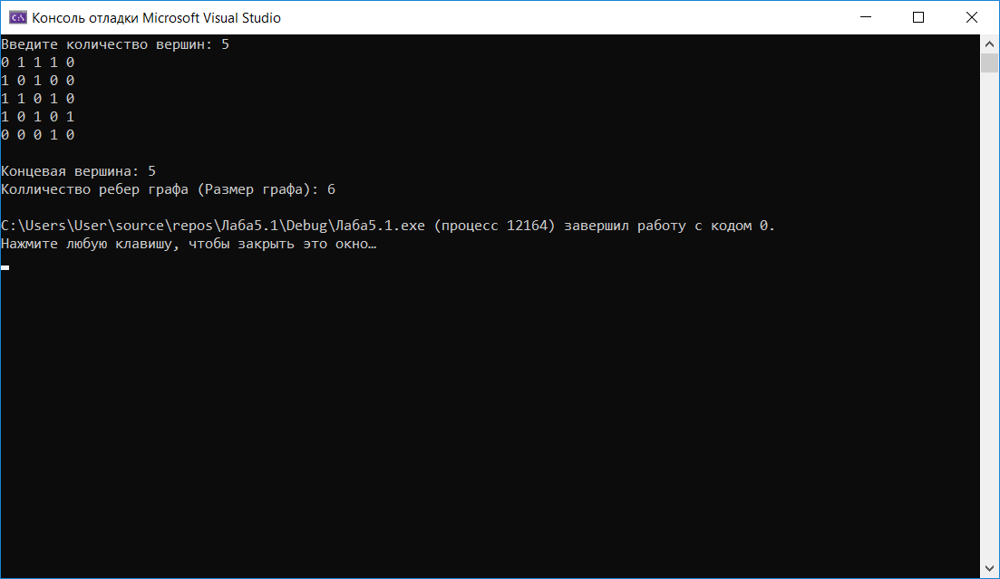 Консоль отладки Microsoft Visual Studio
Введите количество вершин: 5
0 1 1 1 0
1 0 1 0 0
1 1 0 1 0
1 0 1 0 1
0 0 0 1 0
Концевая вершина: 5
Колличество ребер графа (Размер графа): 6
C:\Users\User\source\repos\Лаба5.1\Debug\Лаба5.1.exe (процесс 12164) завершил работу с кодом 0.
Нажмите любую клавишу, чтобы закрыть это окно…